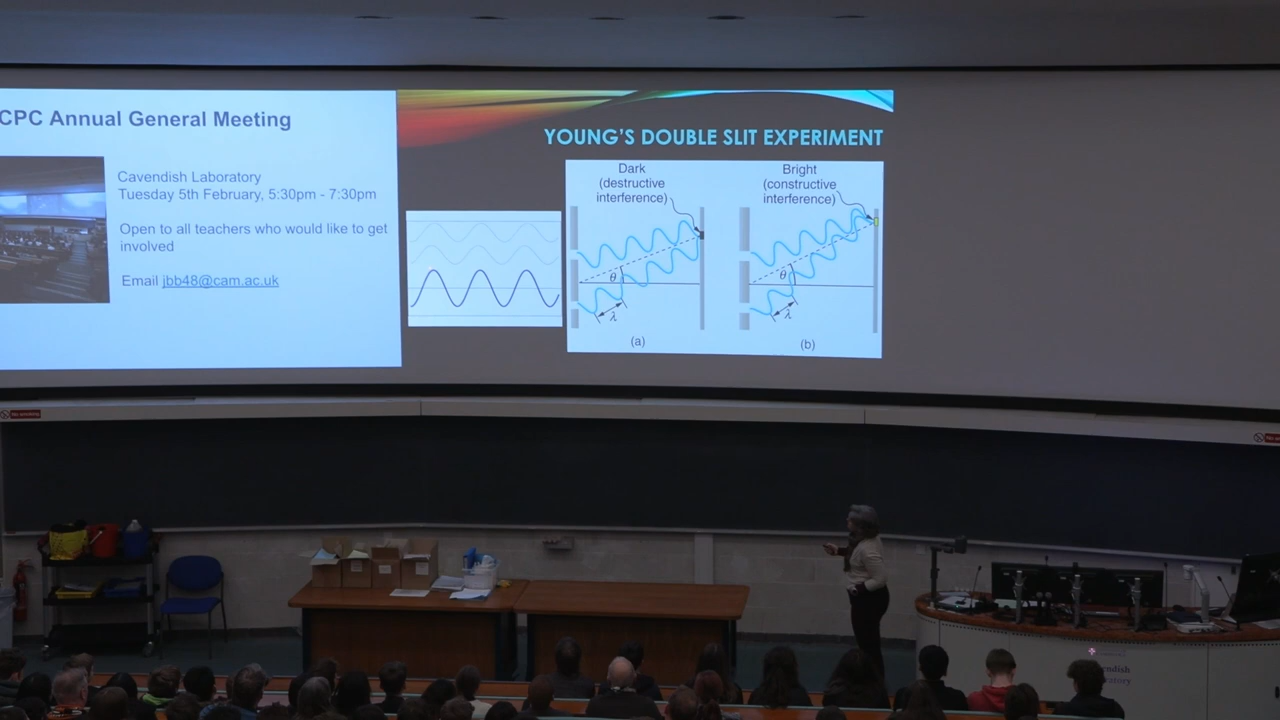 CPC Annual General Meeting
Cavendish Laboratory
Tuesday 5th February, 5:30pm - 7:30pm
Open to all teachers who would like to get
involved
Email jbb48@cam.ac.uk
YOUNG'S DOUBLE SLIT EXPERIMENT
Dark
(destructive
interference)
θ
λ
(a)
Bright
(constructive
interference)
θ
λ
(b)
No smoking